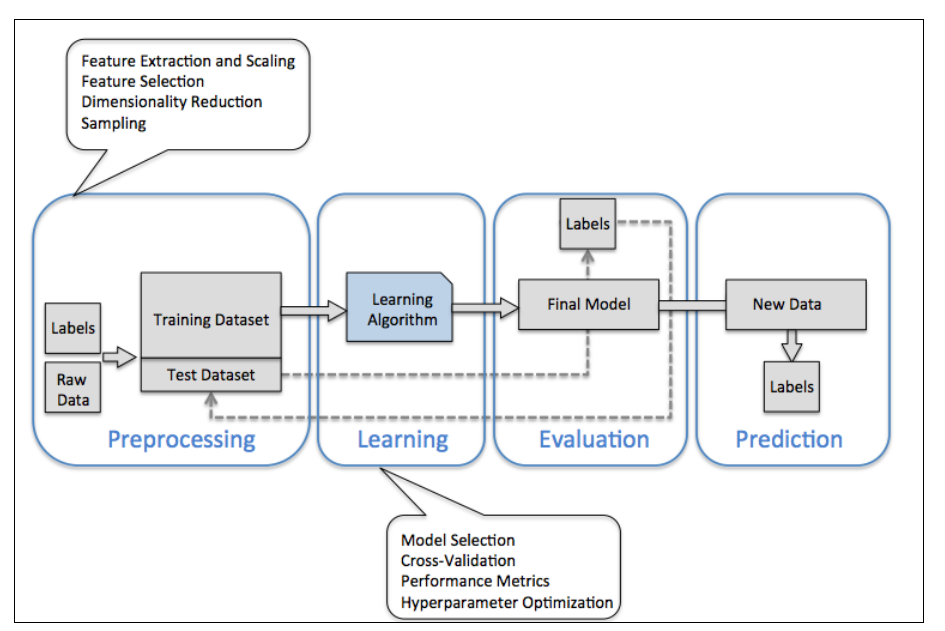 Feature Extraction and Scaling
Feature Selection
Dimensionality Reduction
Sampling
Labels
Raw
Data
Training Dataset
Test Dataset
Preprocessing
Learning
Algorithm
Learning
Labels
Final Model
Evaluation
New Data
Labels
Prediction
Model Selection
Cross-Validation
Performance Metrics
Hyperparameter Optimization